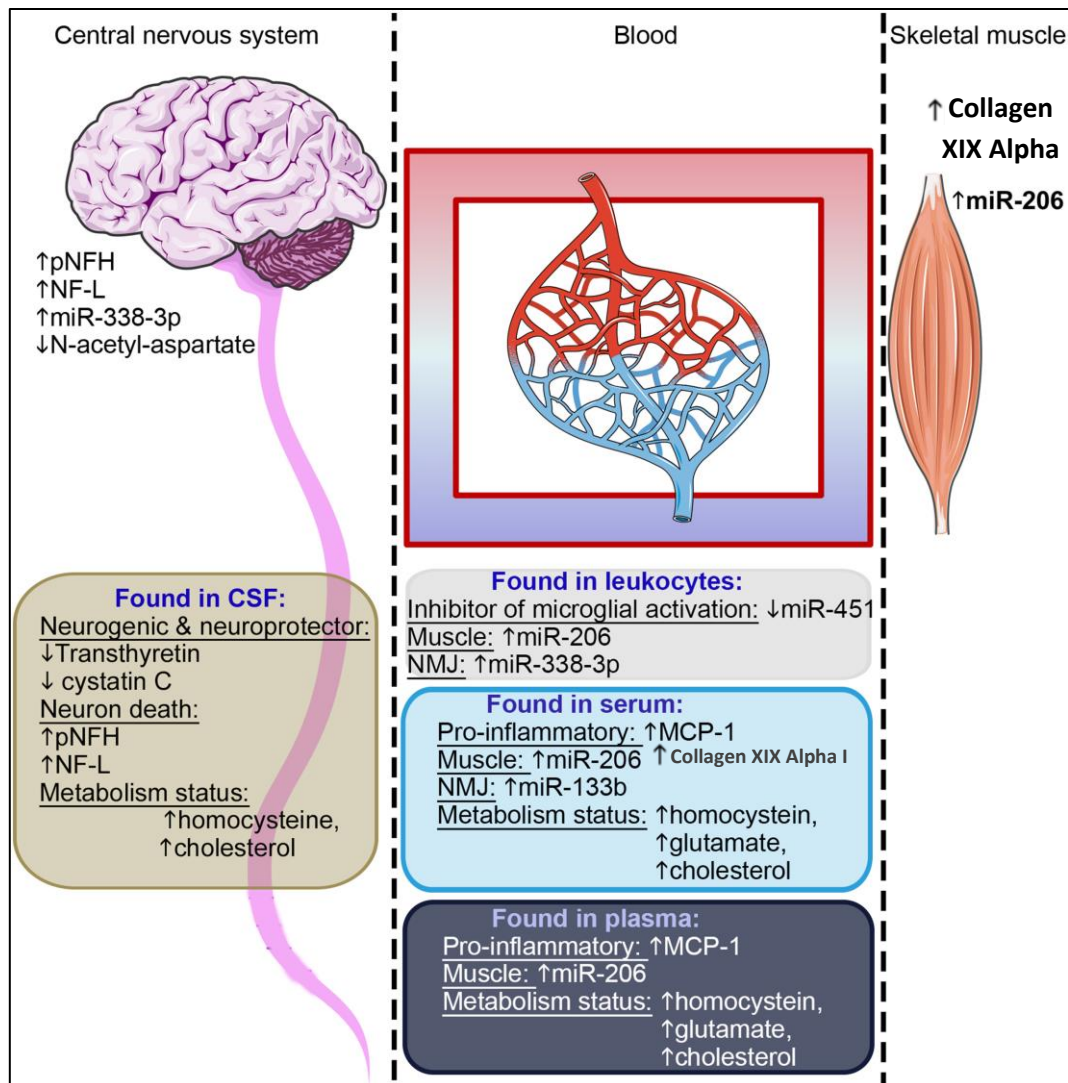 Central nervous system
↑pNFH
↑NF-L
↑miR-338-3p
↓N-acetyl-aspartate
Found in CSF:
Neurogenic & neuroprotector:
↓Transthyretin
↓ cystatin C
Neuron death:
↑pNFH
↑NF-L
Metabolism status:
↑homocysteine,
↑cholesterol
Blood
Found in leukocytes:
Inhibitor of microglial activation: ↓miR-451
Muscle: ↑miR-206
NMJ: ↑miR-338-3p
Found in serum:
Pro-inflammatory: ↑MCP-1
Muscle: ↑miR-206 ↑Collagen XIX Alpha I
NMJ: ↑miR-133b
Metabolism status: ↑homocystein,
↑glutamate,
↑cholesterol
Found in plasma:
Pro-inflammatory: ↑MCP-1
Muscle: ↑miR-206
Metabolism status: ↑homocystein,
↑glutamate,
↑cholesterol
Skeletal muscle
↑ Collagen
XIX Alpha
↑miR-206